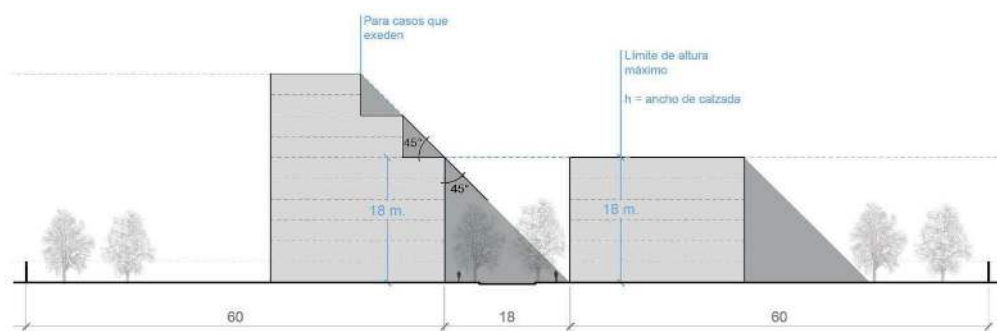 Para casos que
exeden
Límite de altura
máximo
h = ancho de calzada
45°
45°
18 m.
18 m.
60
18
60